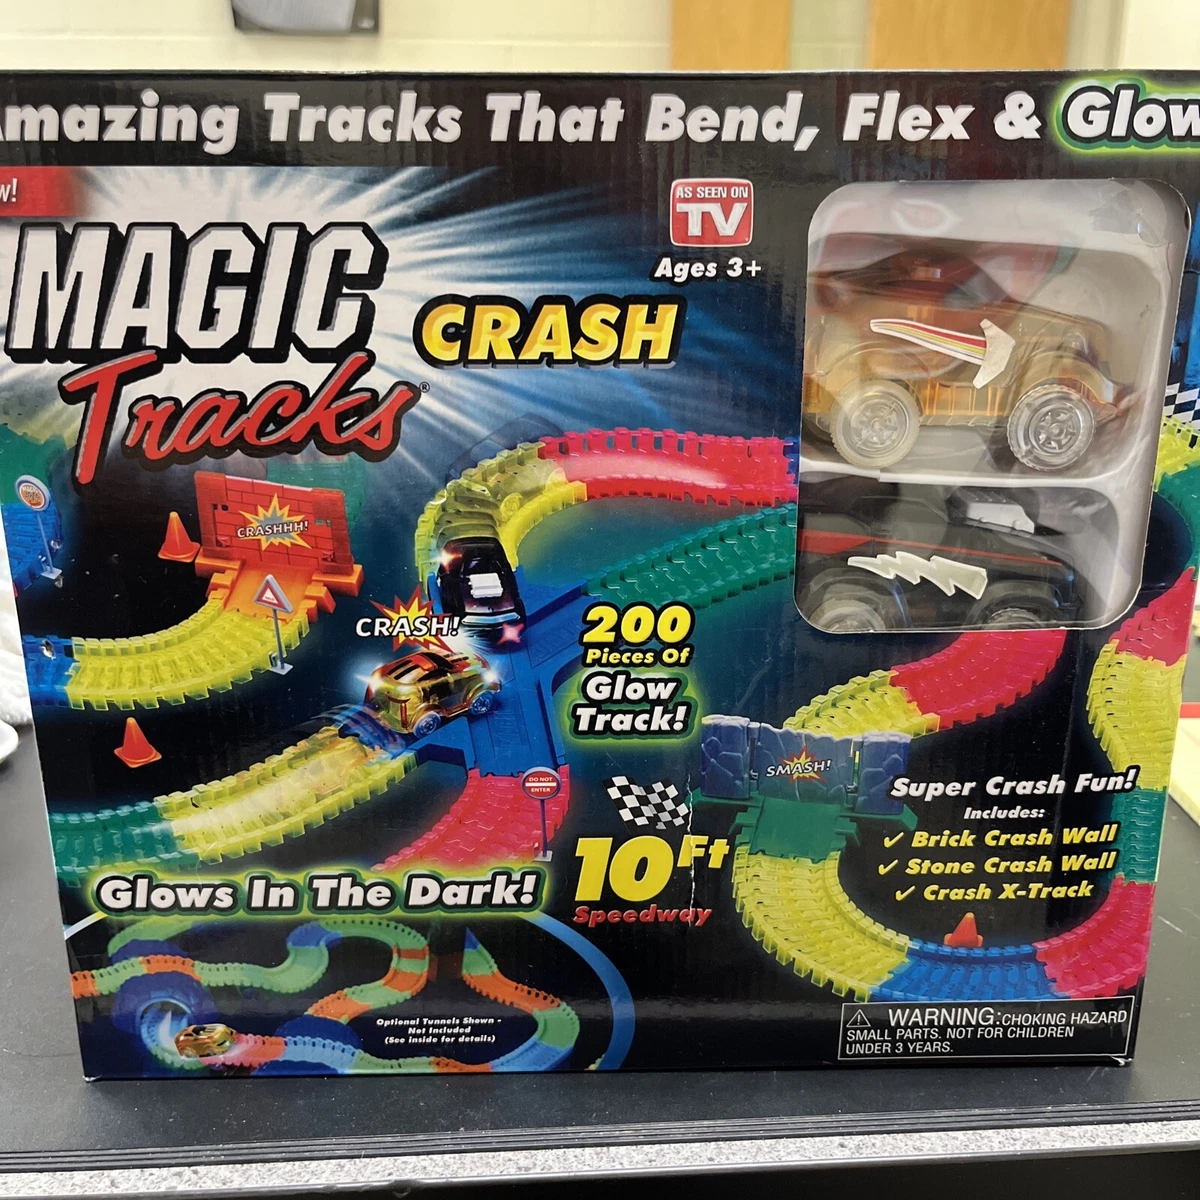 Amazing Tracks That Bend, Flex & Glow
w!
MAGIC
Tracks®
CRASH
AS SEEN ON
TV
Ages 3+
CRASHHH!
CRASH!
200
Pieces Of
Glow
Track!
DO NOT
ENTER
SMASH!
10Ft
Speedway
Super Crash Fun!
Includes:
✓ Brick Crash Wall
✓ Stone Crash Wall
✓ Crash X-Track
Glows In The Dark!
Optional Tunnels Shown -
Not Included
(See inside for details)
WARNING: CHOKING HAZARD
SMALL PARTS. NOT FOR CHILDREN
UNDER 3 YEARS.